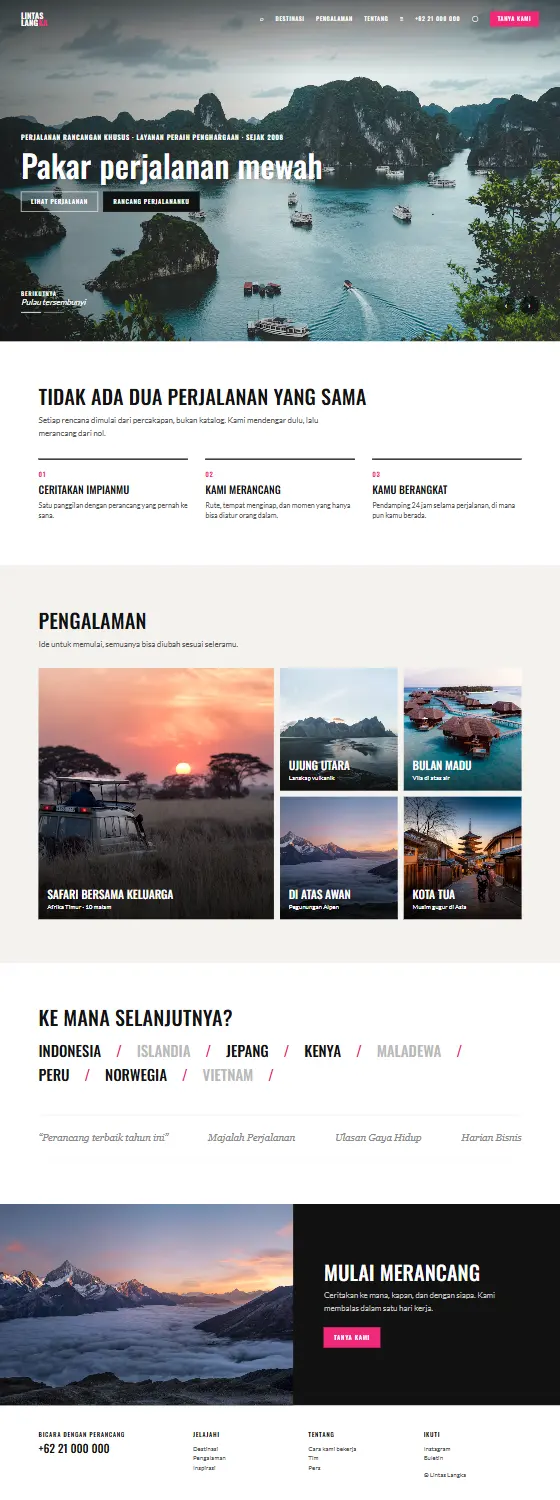 LINTAS
LANGKA
DESTINASI PENGALAMAN TENTANG +62 21 000 000 TANYA KAMI
PERJALANAN RANCANGAN KHUSUS · LAYANAN PERAIH PENGHARGAAN · SEJAK 2008
Pakar perjalanan mewah
LIHAT PERJALANAN RANCANG PERJALANANKU
BERIKUTNYA
Pulau tersembunyi
TIDAK ADA DUA PERJALANAN YANG SAMA
Setiap rencana dimulai dari percakapan, bukan katalog. Kami mendengar dulu, lalu
merancang dari nol.
01
CERITAKAN IMPIANMU
Satu panggilan dengan perancang yang pernah ke
sana.
02
KAMI MERANCANG
Rute, tempat menginap, dan momen yang hanya
bisa diatur orang dalam.
03
KAMU BERANGKAT
Pendamping 24 jam selama perjalanan, di mana
pun kamu berada.
PENGALAMAN
Ide untuk memulai, semuanya bisa diubah sesuai seleramu.
SAFARI BERSAMA KELUARGA
Afrika Timur · 10 malam
UJUNG UTARA
Lanskap vulkanik
BULAN MADU
Vila di atas air
DI ATAS AWAN
Pegunungan Alpen
KOTA TUA
Musim gugur di Asia
KE MANA SELANJUTNYA?
INDONESIA / ISLANDIA / JEPANG / KENYA / MALADEWA /
PERU / NORWEGIA / VIETNAM /
“Perancang terbaik tahun ini” Majalah Perjalanan Ulasan Gaya Hidup Harian Bisnis
MULAI MERANCANG
Ceritakan ke mana, kapan, dan dengan siapa. Kami
membalas dalam satu hari kerja.
TANYA KAMI
BICARA DENGAN PERANCANG
+62 21 000 000
JELAJAHI
Destinasi
Pengalaman
Inspirasi
TENTANG
Cara kami bekerja
Tim
Pers
IKUTI
Instagram
Buletin
© Lintas Langka